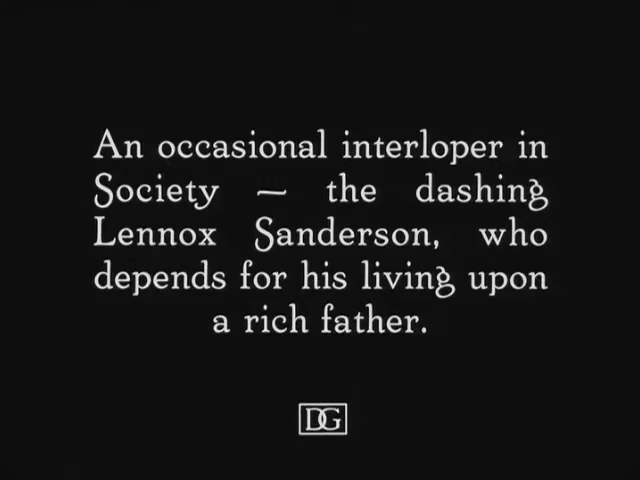 An occasional interloper in
Society — the dashing
Lennox Sanderson, who
depends for his living upon
a rich father.
DG